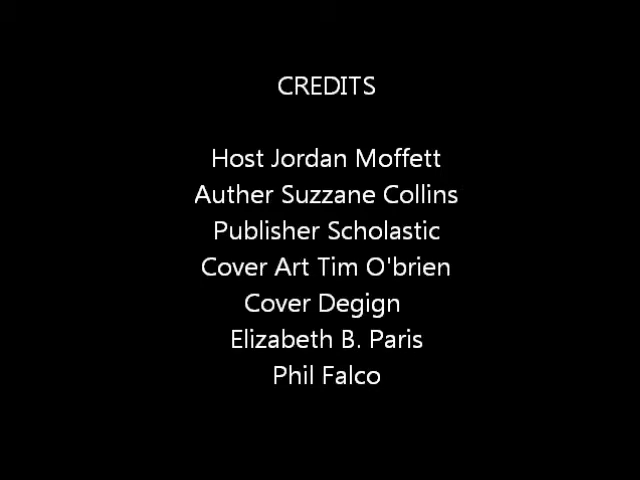 CREDITS
Host Jordan Moffett
Auther Suzzane Collins
Publisher Scholastic
Cover Art Tim O'brien
Cover Degign
Elizabeth B. Paris
Phil Falco